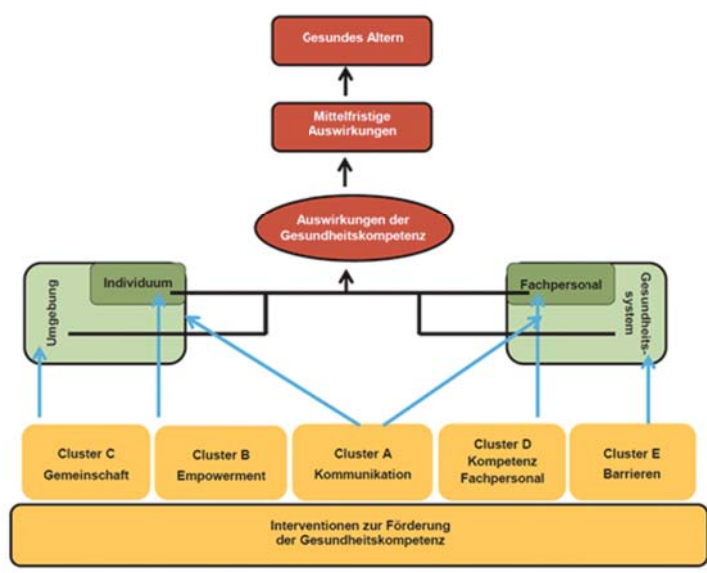 Gesundes Altern
Mittelfristige
Auswirkungen
Auswirkungen der
Gesundheitskompetenz
Umgebung
Individuum
Fachpersonal
Gesundheits-
system
Cluster C
Gemeinschaft
Cluster B
Empowerment
Cluster A
Kommunikation
Cluster D
Kompetenz
Fachpersonal
Cluster E
Barrieren
Interventionen zur Förderung
der Gesundheitskompetenz